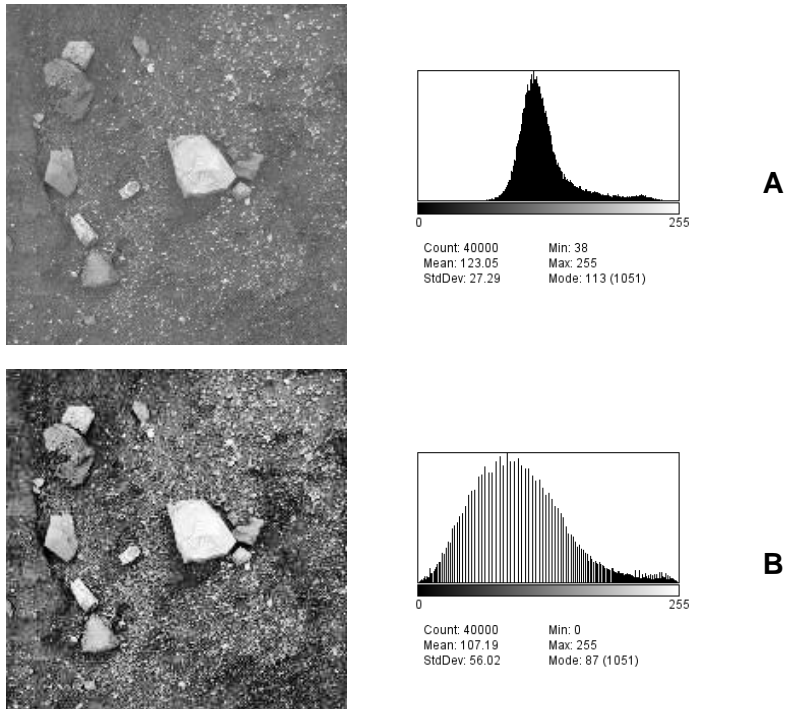 A
0 255
Count: 40000 Min: 38
Mean: 123.05 Max: 255
StdDev: 27.29 Mode: 113 (1051)
B
0 255
Count: 40000 Min: 0
Mean: 107.19 Max: 255
StdDev: 56.02 Mode: 87 (1051)